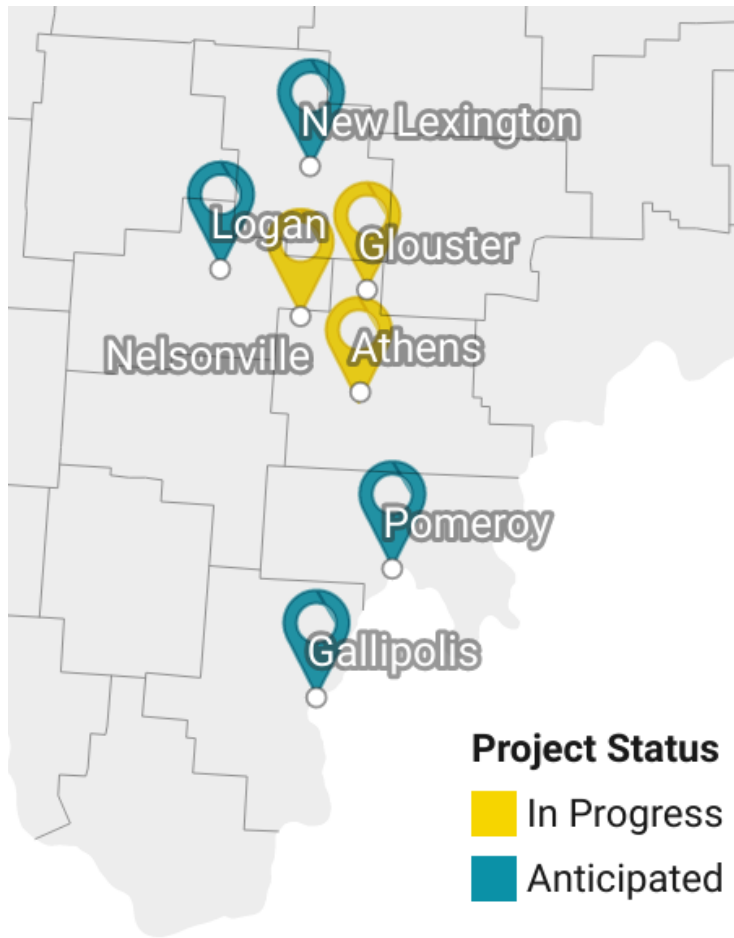 New Lexington
Logan
Glouster
Nelsonville
Athens
Pomeroy
Gallipolis
Project Status
In Progress
Anticipated